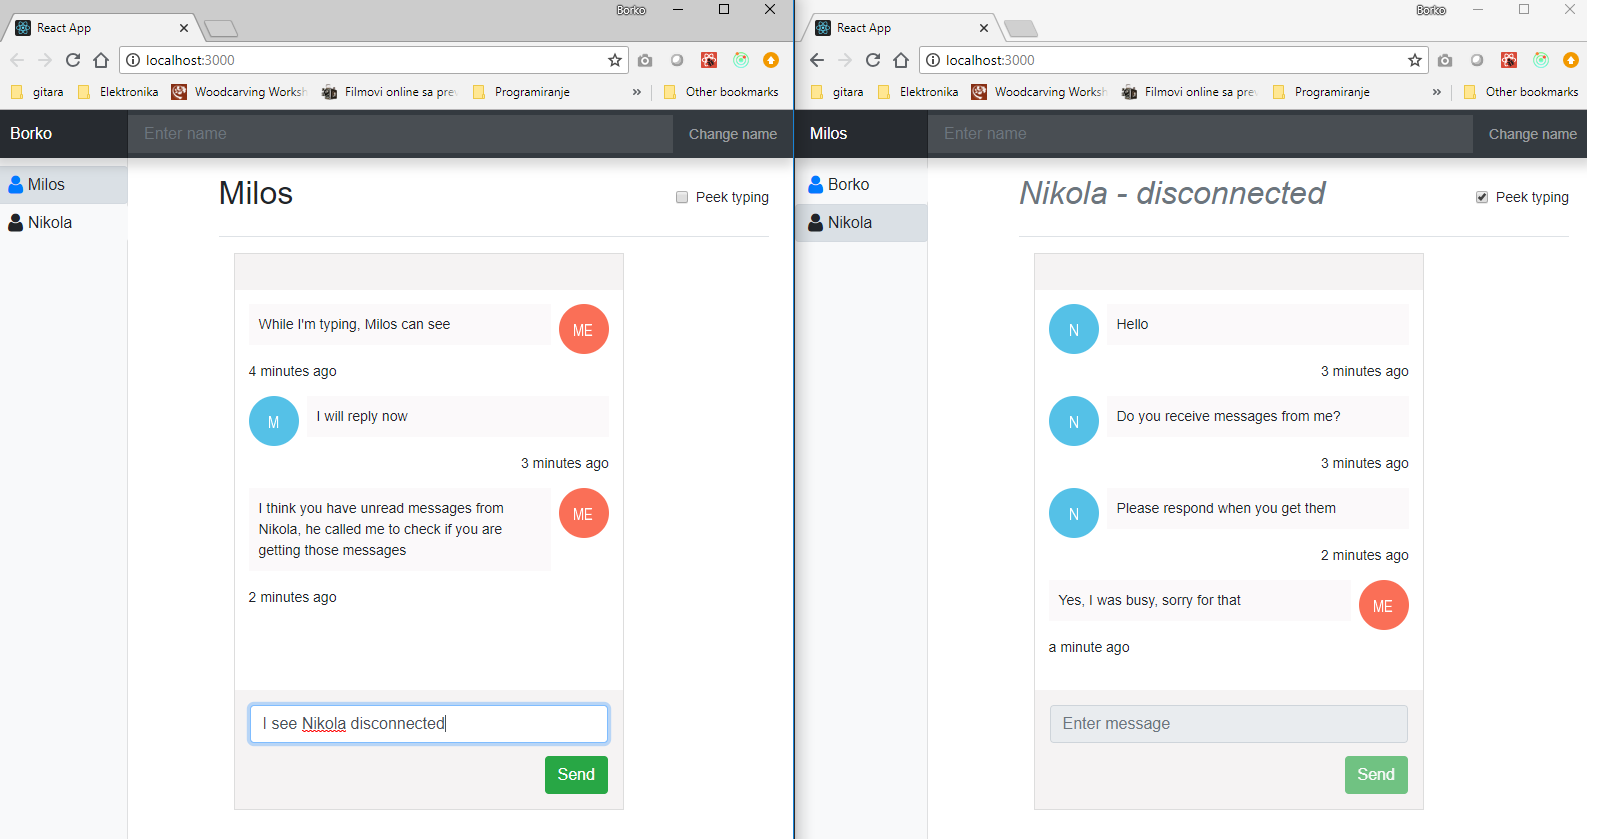 Borko
React App
localhost:3000
gitara
Elektronika
Woodcarving Worksh
Filmovi online sa pre
Programiranje
»
Other bookmarks
Borko
Enter name
Change name
Milos
Nikola
Milos
Peek typing
While I'm typing, Milos can see
ME
4 minutes ago
M
I will reply now
3 minutes ago
I think you have unread messages from
Nikola, he called me to check if you are
getting those messages
ME
2 minutes ago
I see Nikola disconnected
Send
Borko
React App
localhost:3000
gitara
Elektronika
Woodcarving Worksh
Filmovi online sa pre
Programiranje
»
Other bookmarks
Milos
Enter name
Change name
Borko
Nikola
Nikola - disconnected
Peek typing
N
Hello
3 minutes ago
N
Do you receive messages from me?
3 minutes ago
N
Please respond when you get them
2 minutes ago
Yes, I was busy, sorry for that
ME
a minute ago
Enter message
Send